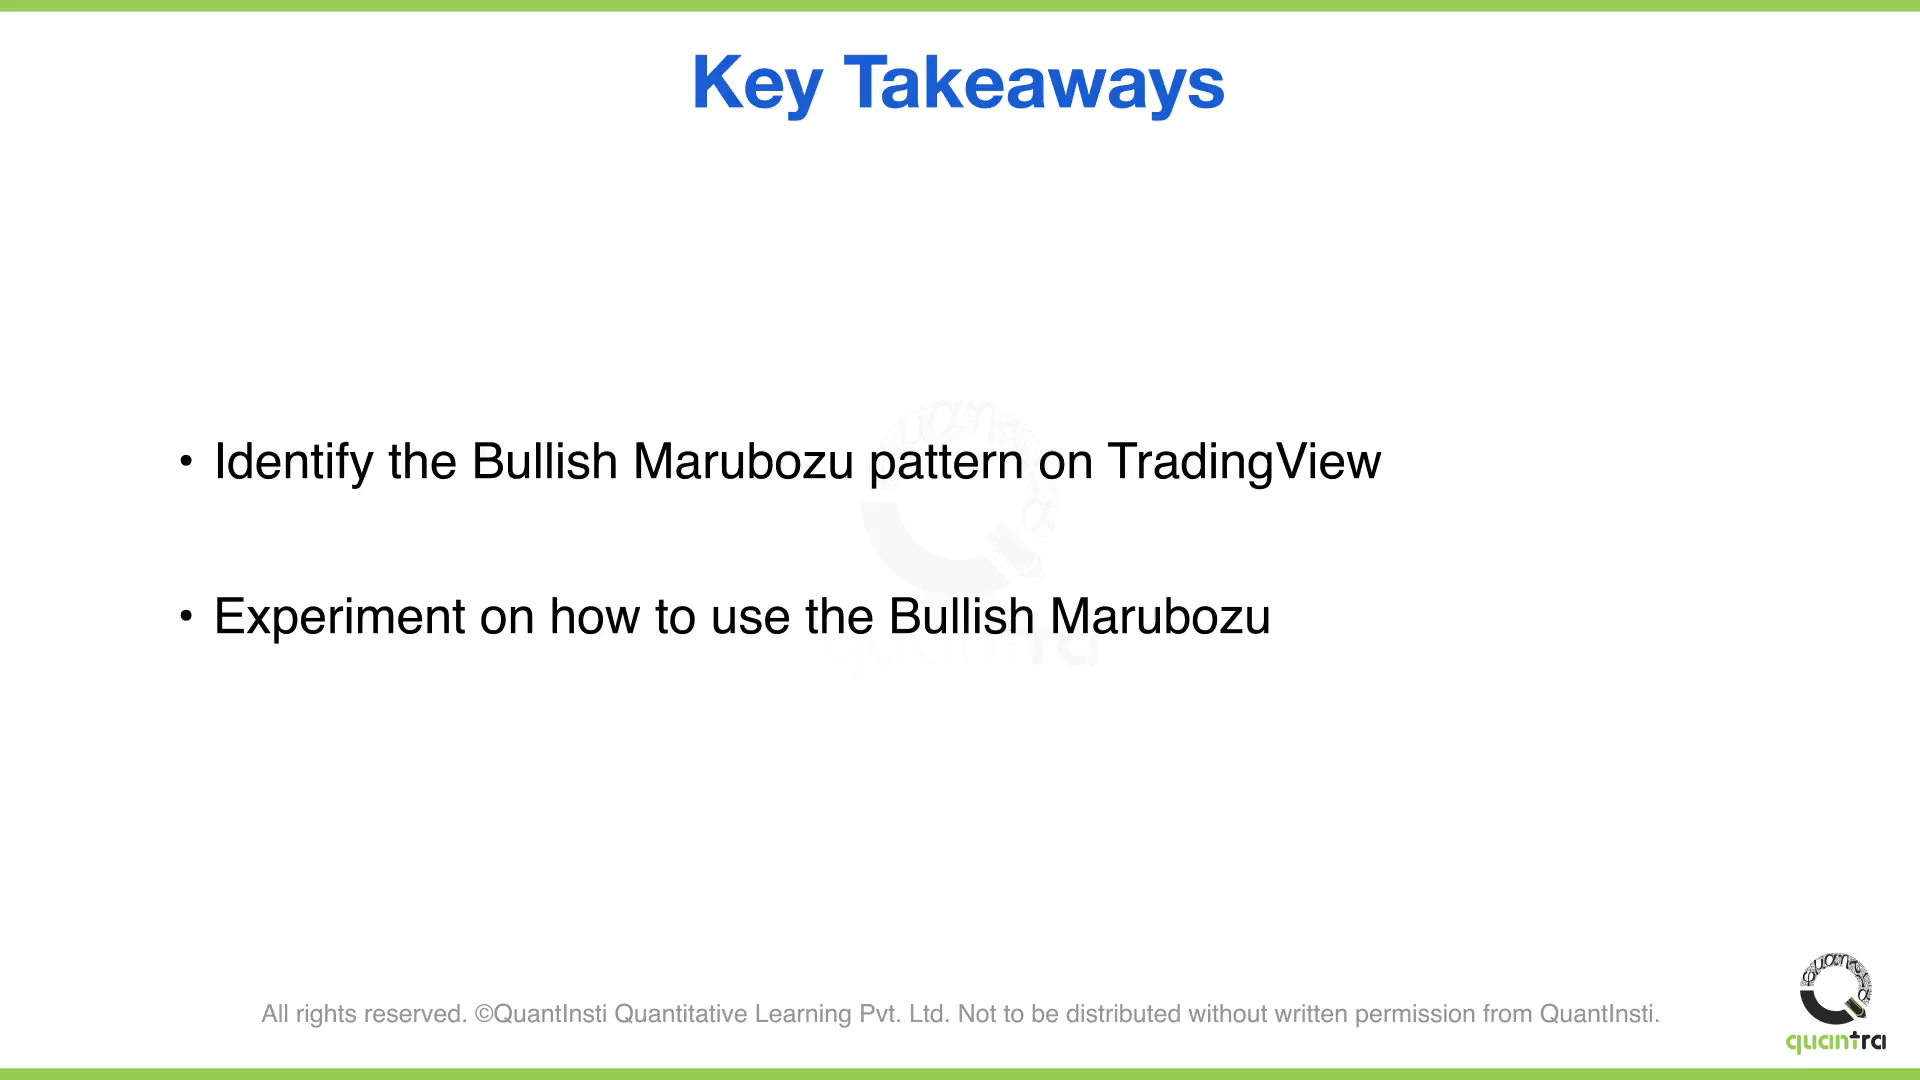 Key Takeaways
• Identify the Bullish Marubozu pattern on TradingView
• Experiment on how to use the Bullish Marubozu
All rights reserved. ©QuantInsti Quantitative Learning Pvt. Ltd. Not to be distributed without written permission from QuantInsti.
quantra